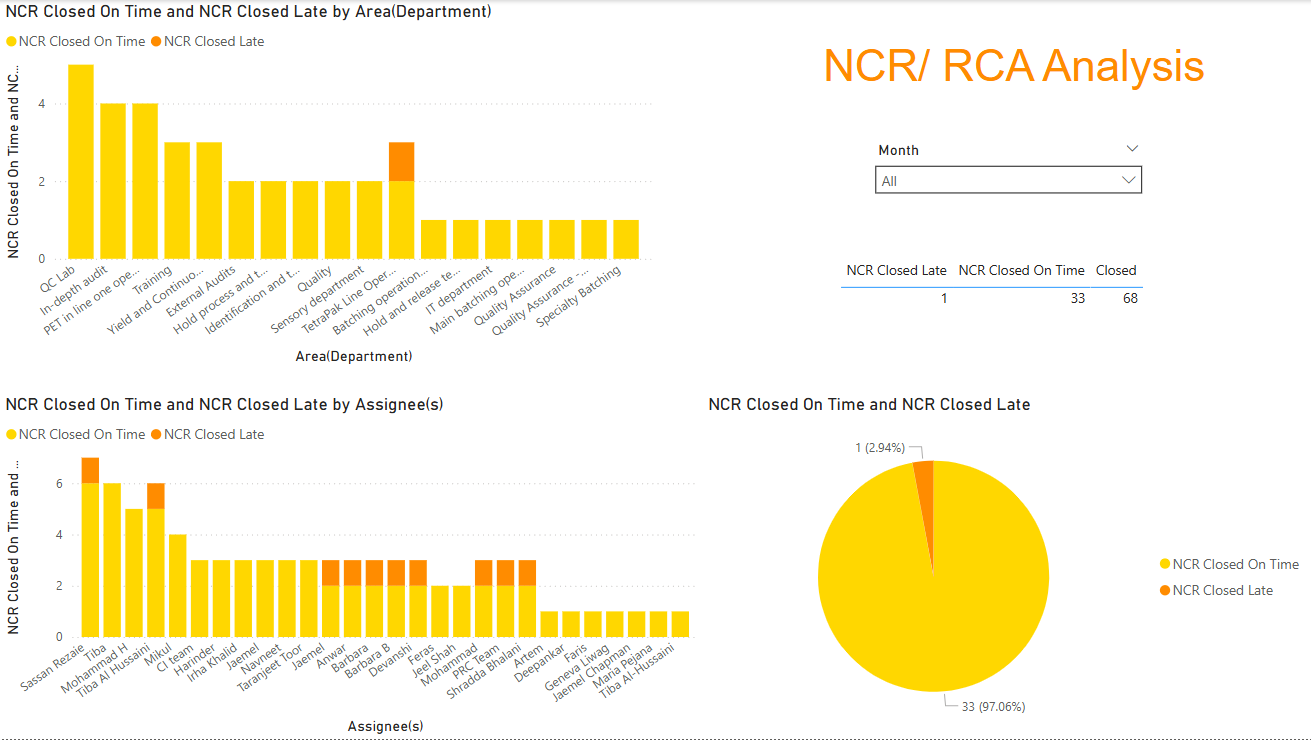 NCR Closed On Time and NCR Closed Late by Area(Department)
NCR Closed On Time NCR Closed Late
NCR Closed On Time and NC...
4
2
0
QC Lab
In-depth audit
PET in line one ope...
Training
Yield and Continuo...
External Audits
Hold process and t...
Identification and t...
Quality
Sensory department
TetraPak Line Oper...
Batching operation...
Hold and release te...
IT department
Main batching ope...
Quality Assurance
Quality Assurance -...
Specialty Batching
Area(Department)
NCR/ RCA Analysis
Month
All
NCR Closed Late NCR Closed On Time Closed
1 33 68
NCR Closed On Time and NCR Closed Late by Assignee(s)
NCR Closed On Time NCR Closed Late
NCR Closed On Time and ...
6
4
2
0
Sassan Rezaie
Tiba
Mohammad H
Tiba Al Hussaini
Mikul
CI team
Harinder
Irha Khalid
Jaemel
Navneet
Taranjeet Toor
Jaemel
Anwar
Barbara
Barbara B
Devanshi
Feras
Jeel Shah
Mohammad
PRC Team
Shradda Bhalani
Artem
Deepankar
Faris
Geneva Liwag
Jaemel Chapman
Maria Pejana
Tiba Al-Hussaini
Assignee(s)
NCR Closed On Time and NCR Closed Late
1 (2.94%)
33 (97.06%)
NCR Closed On Time
NCR Closed Late